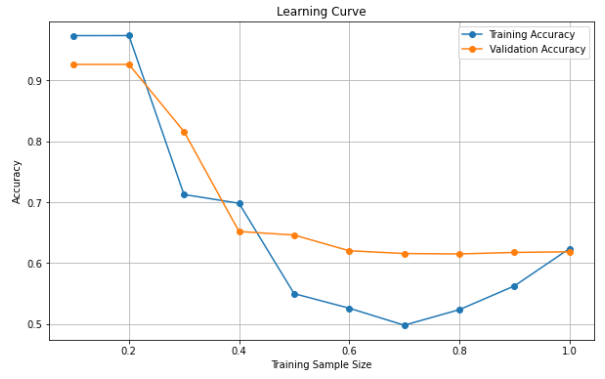 Learning Curve
Training Accuracy
Validation Accuracy
0.9
0.8
0.7
0.6
0.5
Accuracy
0.2
0.4
0.6
0.8
1.0
Training Sample Size